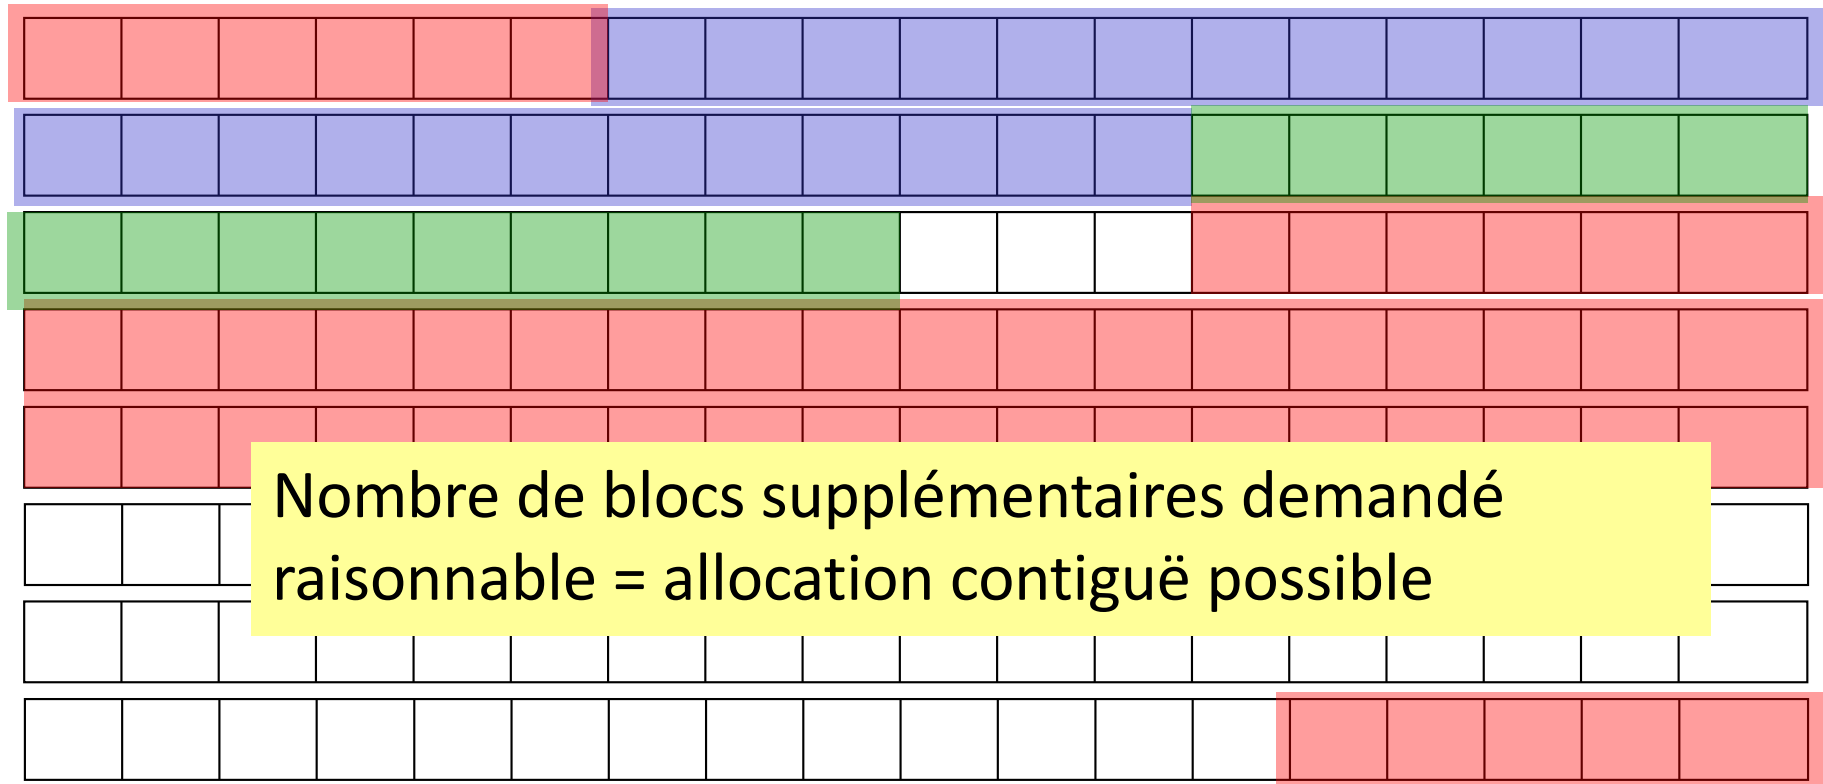 Nombre de blocs supplémentaires demandé
raisonnable = allocation contiguë possible